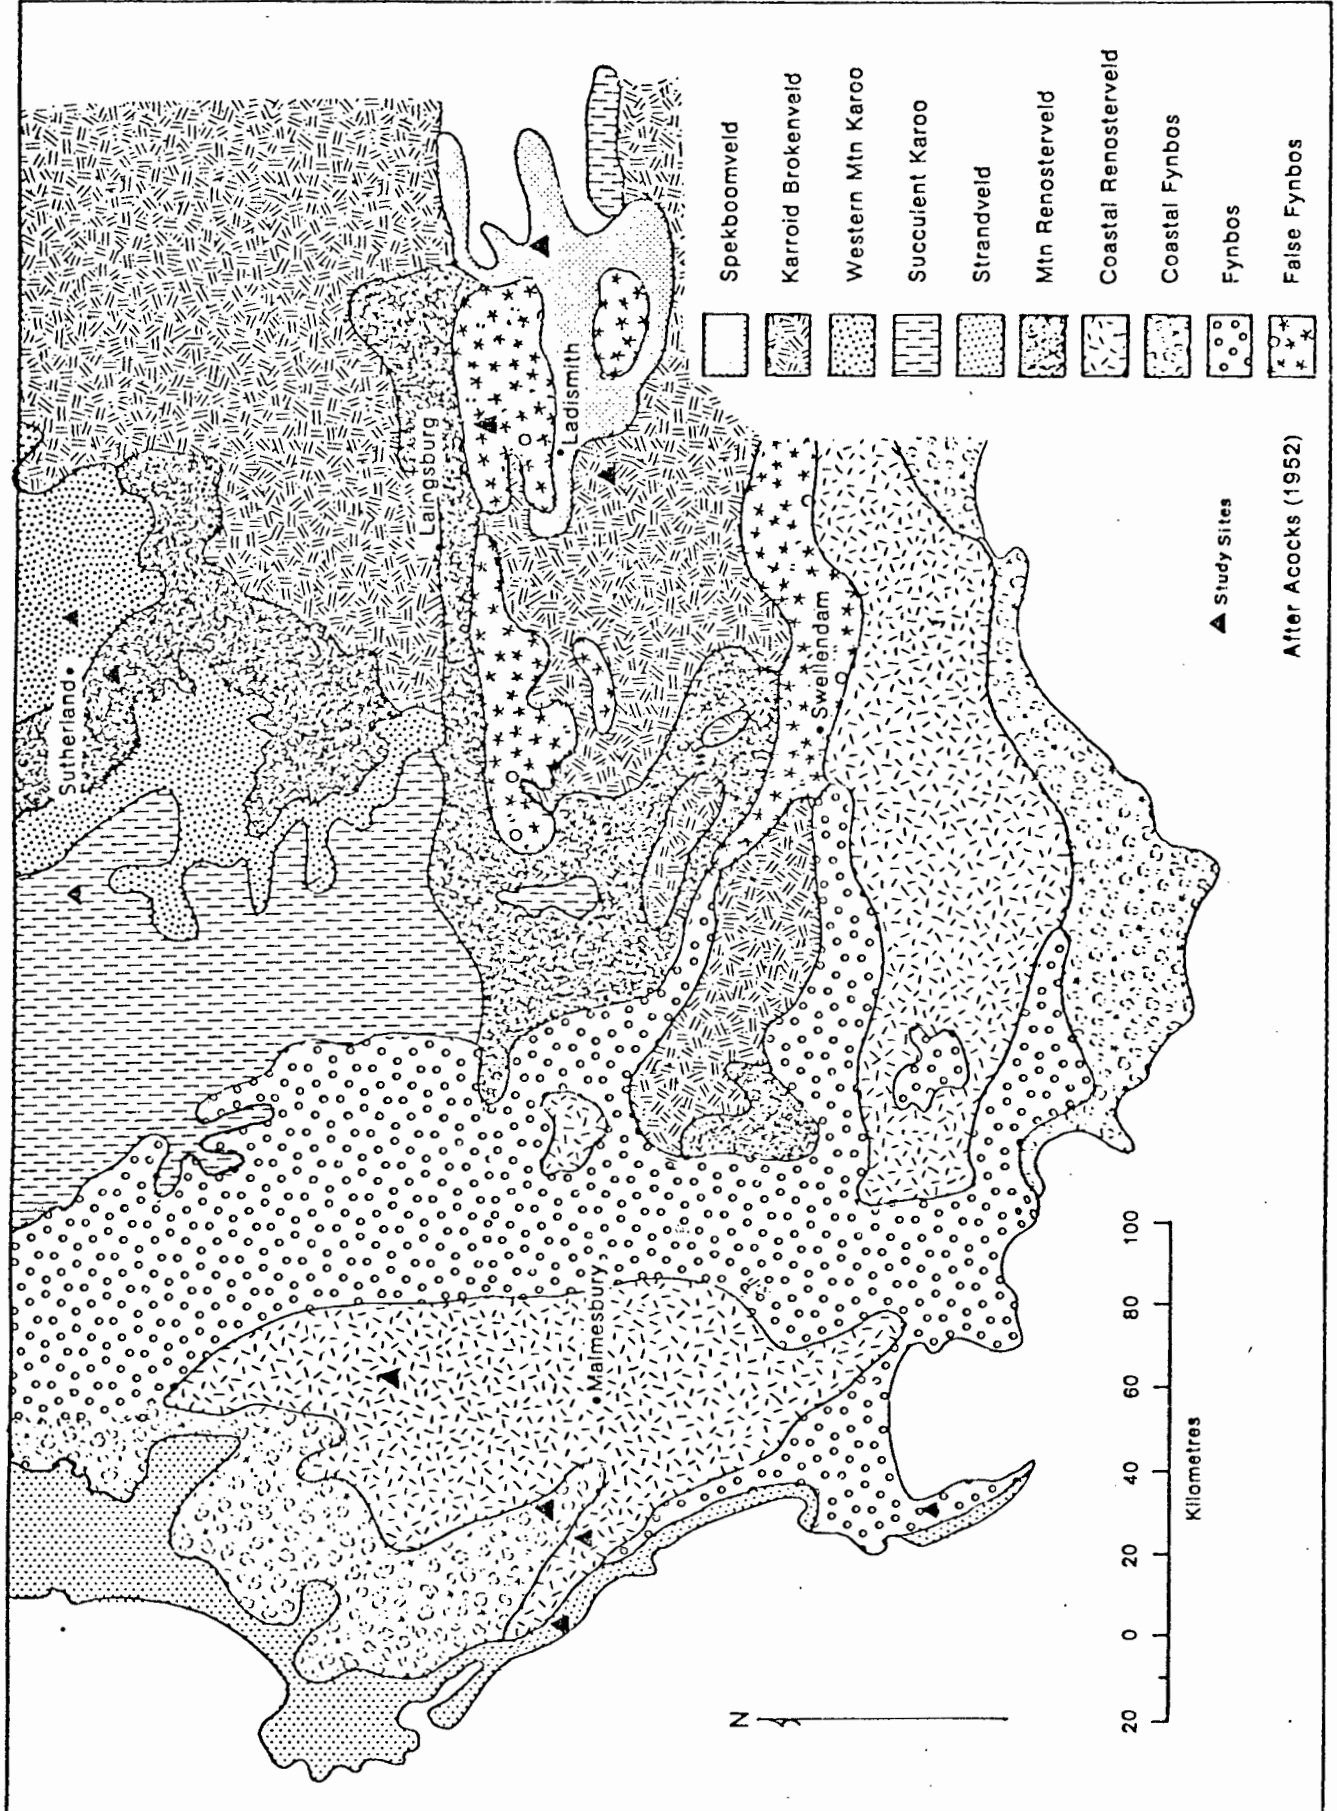 Sutherland
Laingsburg
Ladismith
Swellendam
Malmesbury
Spekboomveld
Karroid Brokenveld
Western Mtn Karoo
Succulent Karoo
Strandveld
Mtn Renosterveld
Coastal Renosterveld
Coastal Fynbos
Fynbos
False Fynbos
Study Sites
After Acocks (1952)
N
20 0 20 40 60 80 100
Kilometres